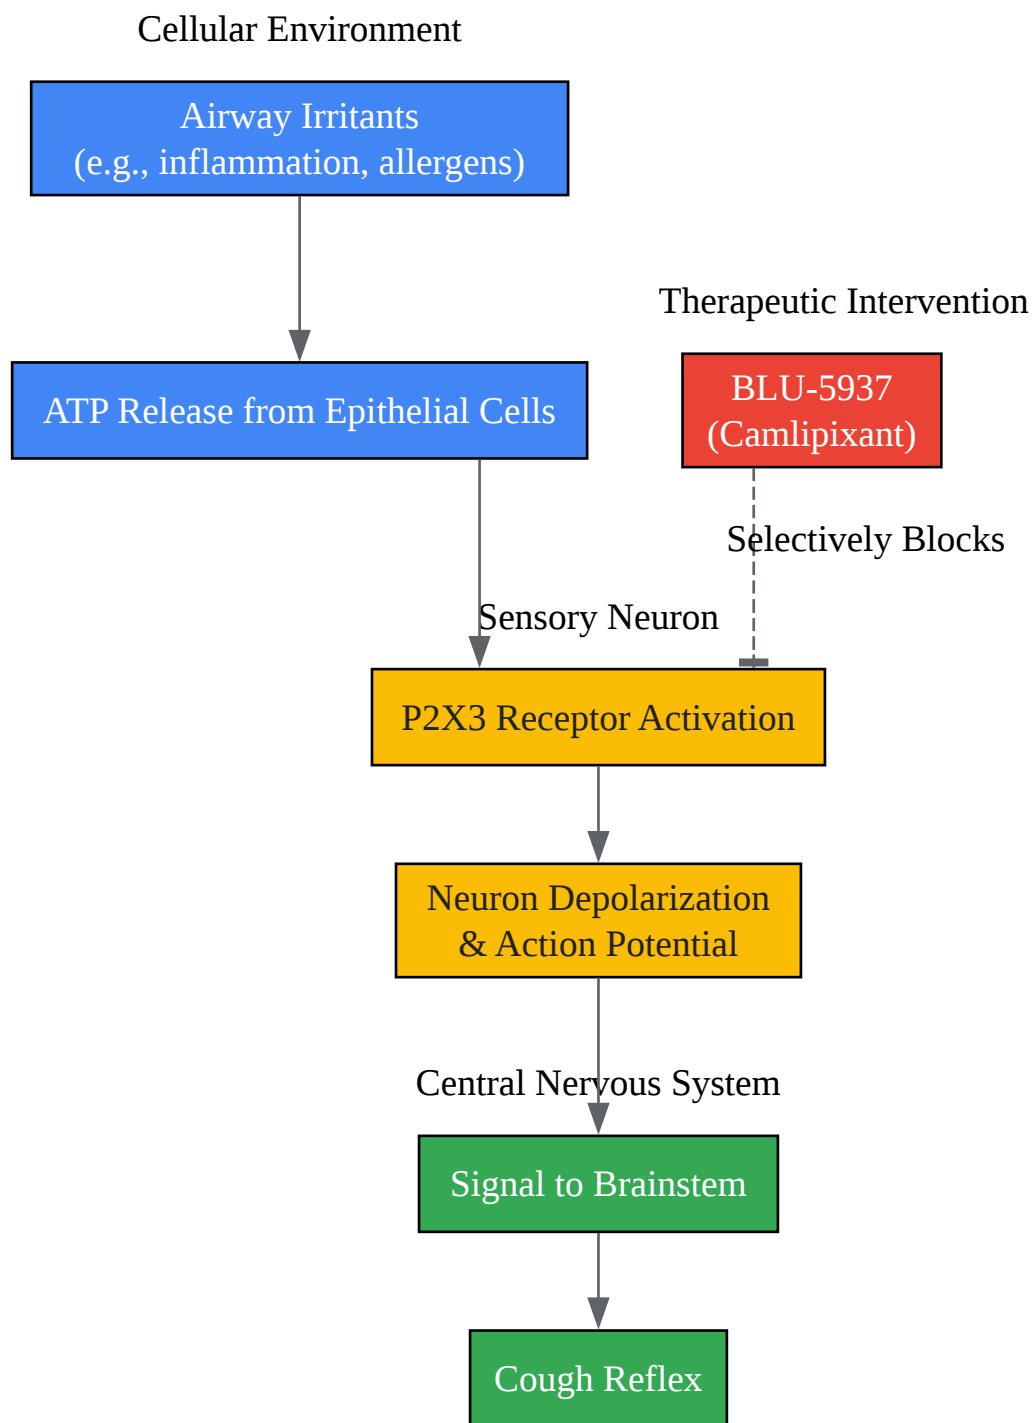 Cellular Environment
Airway Irritants
(e.g., inflammation, allergens)
Therapeutic Intervention
BLU-5937
(Camlipixant)
ATP Release from Epithelial Cells
Selectively Blocks
Sensory Neuron
P2X3 Receptor Activation
Neuron Depolarization
& Action Potential
Central Nervous System
Signal to Brainstem
Cough Reflex